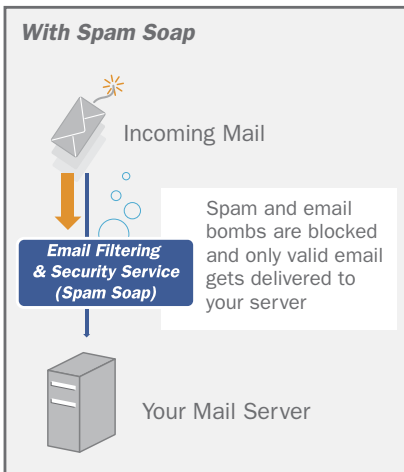 With Spam Soap
Incoming Mail
Spam and email
bombs are blocked
and only valid email
gets delivered to
your server
Email Filtering
& Security Service
(Spam Soap)
Your Mail Server